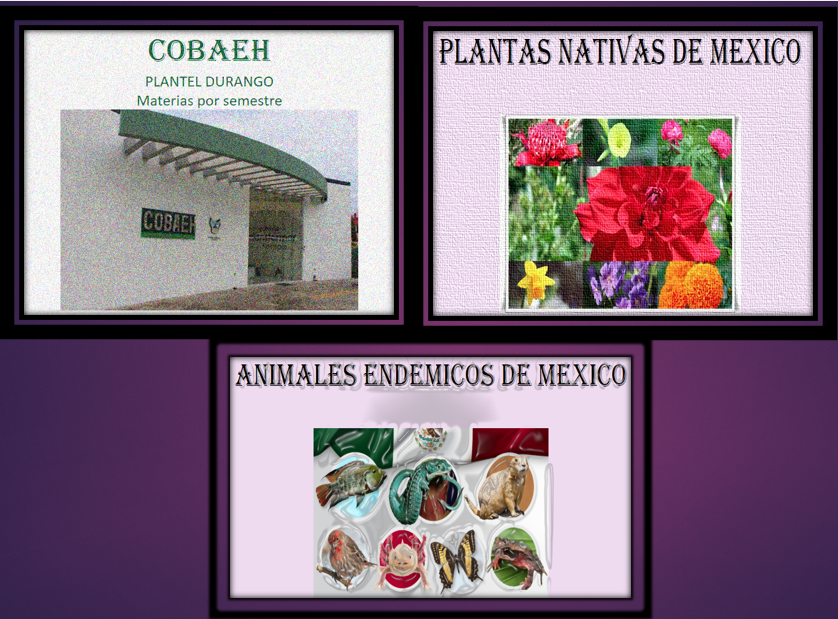 COBAEH
PLANTEL DURANGO
Materias por semestre
COBAEH
PLANTAS NATIVAS DE MEXICO
ANIMALES ENDEMICOS DE MEXICO